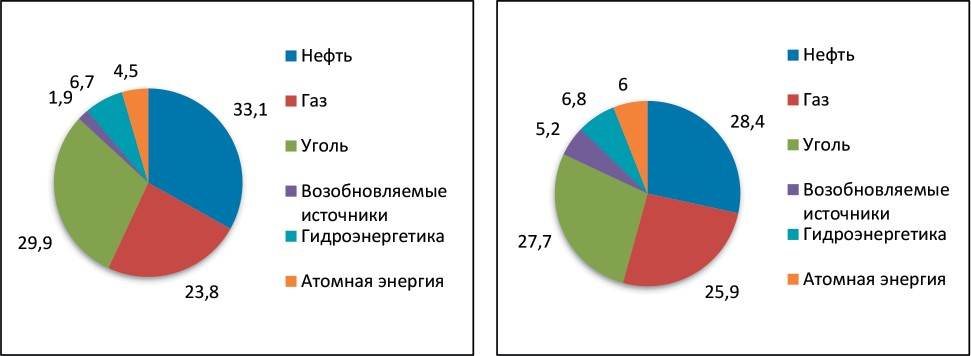 4,5
6,7
1,9
33,1
29,9
23,8
Нефть
Газ
Уголь
Возобновляемые
источники
Гидроэнергетика
Атомная энергия
6
6,8
5,2
28,4
27,7
25,9
Нефть
Газ
Уголь
Возобновляемые
источники
Гидроэнергетика
Атомная энергия